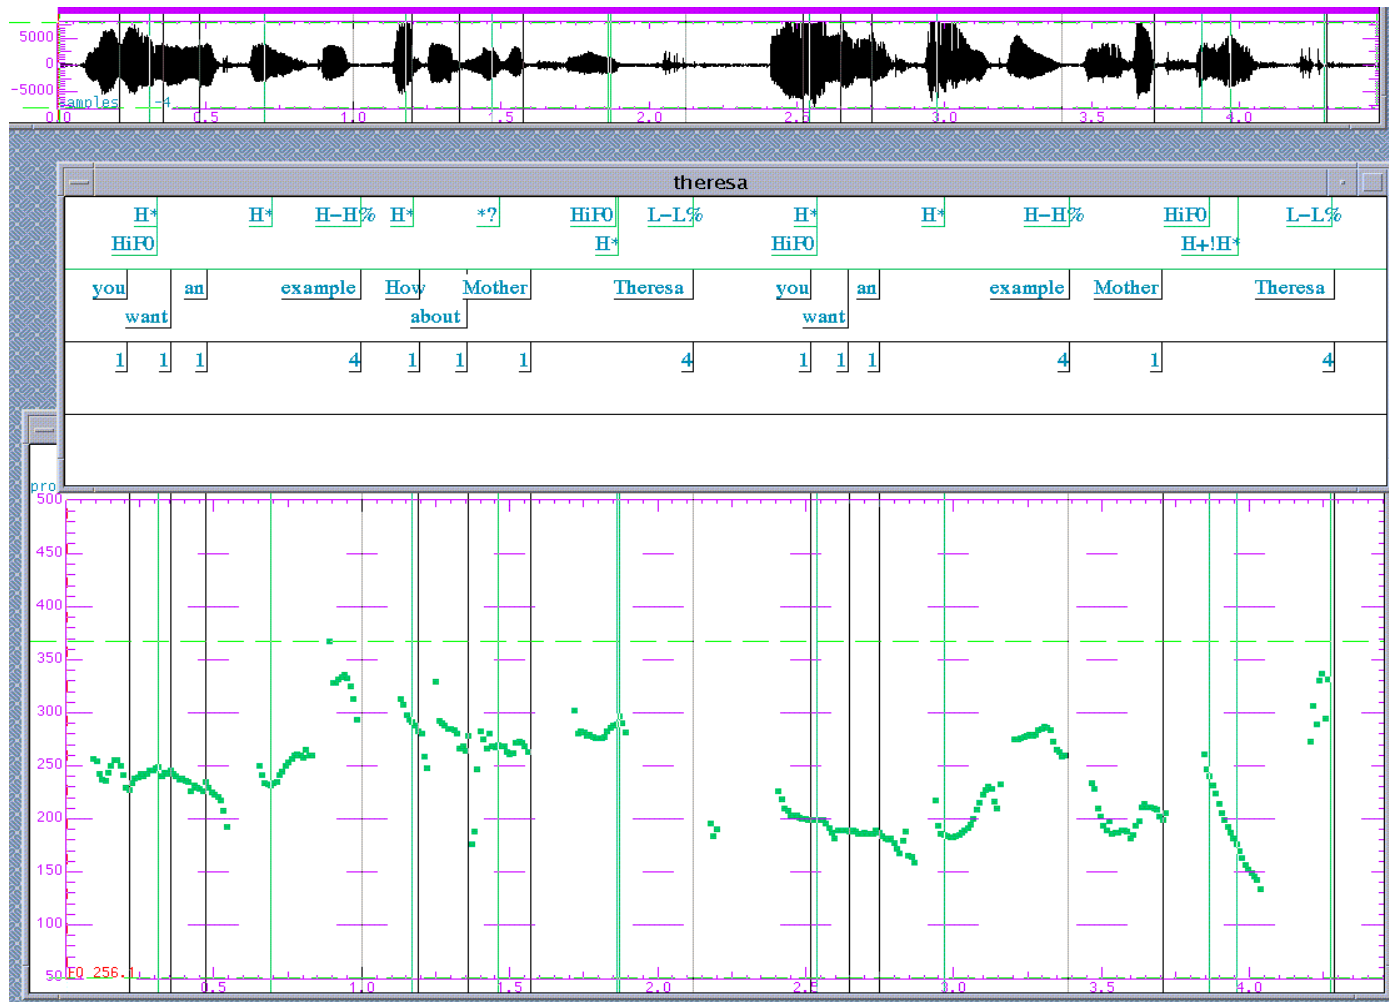 5000
0
-5000
samples -4
0.0 0.5 1.0 1.5 2.0 2.5 3.0 3.5 4.0
theresa
H* H* H-H% H* *? HiF0 L-L% H* H* H-H% HiF0 L-L%
HiF0 H* HiF0 H+!H*
you an example How Mother Theresa you an example Mother Theresa
want about want
1 1 1 4 1 1 1 4 1 1 1 4 1 4
pro
500
450
400
350
300
250
200
150
100
50 F0 256.1
0.5 1.0 1.5 2.0 2.5 3.0 3.5 4.0